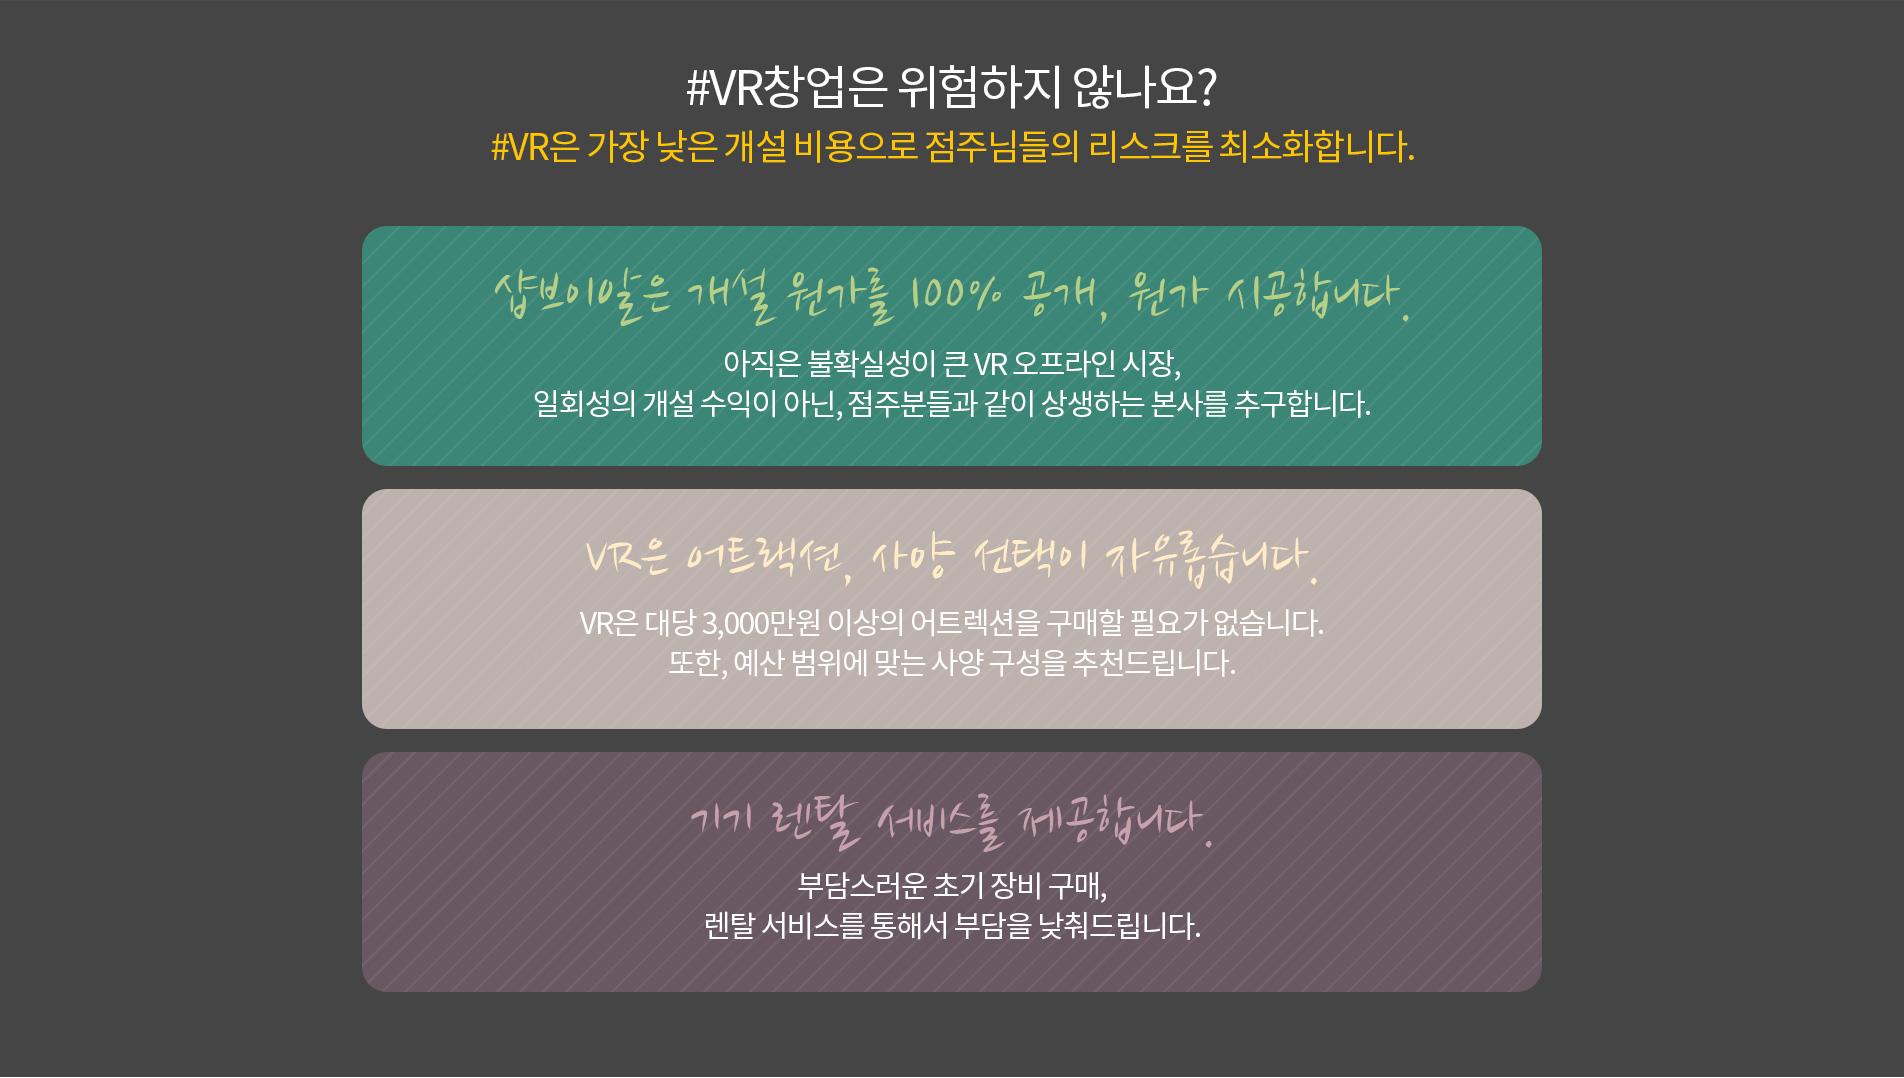 #VR창업은 위험하지 않나요?
#VR은 가장 낮은 개설 비용으로 점주님들의 리스크를 최소화합니다.
샵브이알은 개설 원가를 100% 공개, 원가 시공합니다.
아직은 불확실성이 큰 VR 오프라인 시장,
일회성의 개설 수익이 아닌, 점주분들과 같이 상생하는 본사를 추구합니다.
VR은 어트랙션, 사양 선택이 자유롭습니다.
VR은 대당 3,000만원 이상의 어트렉션을 구매할 필요가 없습니다.
또한, 예산 범위에 맞는 사양 구성을 추천드립니다.
기기 렌탈 서비스를 제공합니다.
부담스러운 초기 장비 구매,
렌탈 서비스를 통해서 부담을 낮춰드립니다.